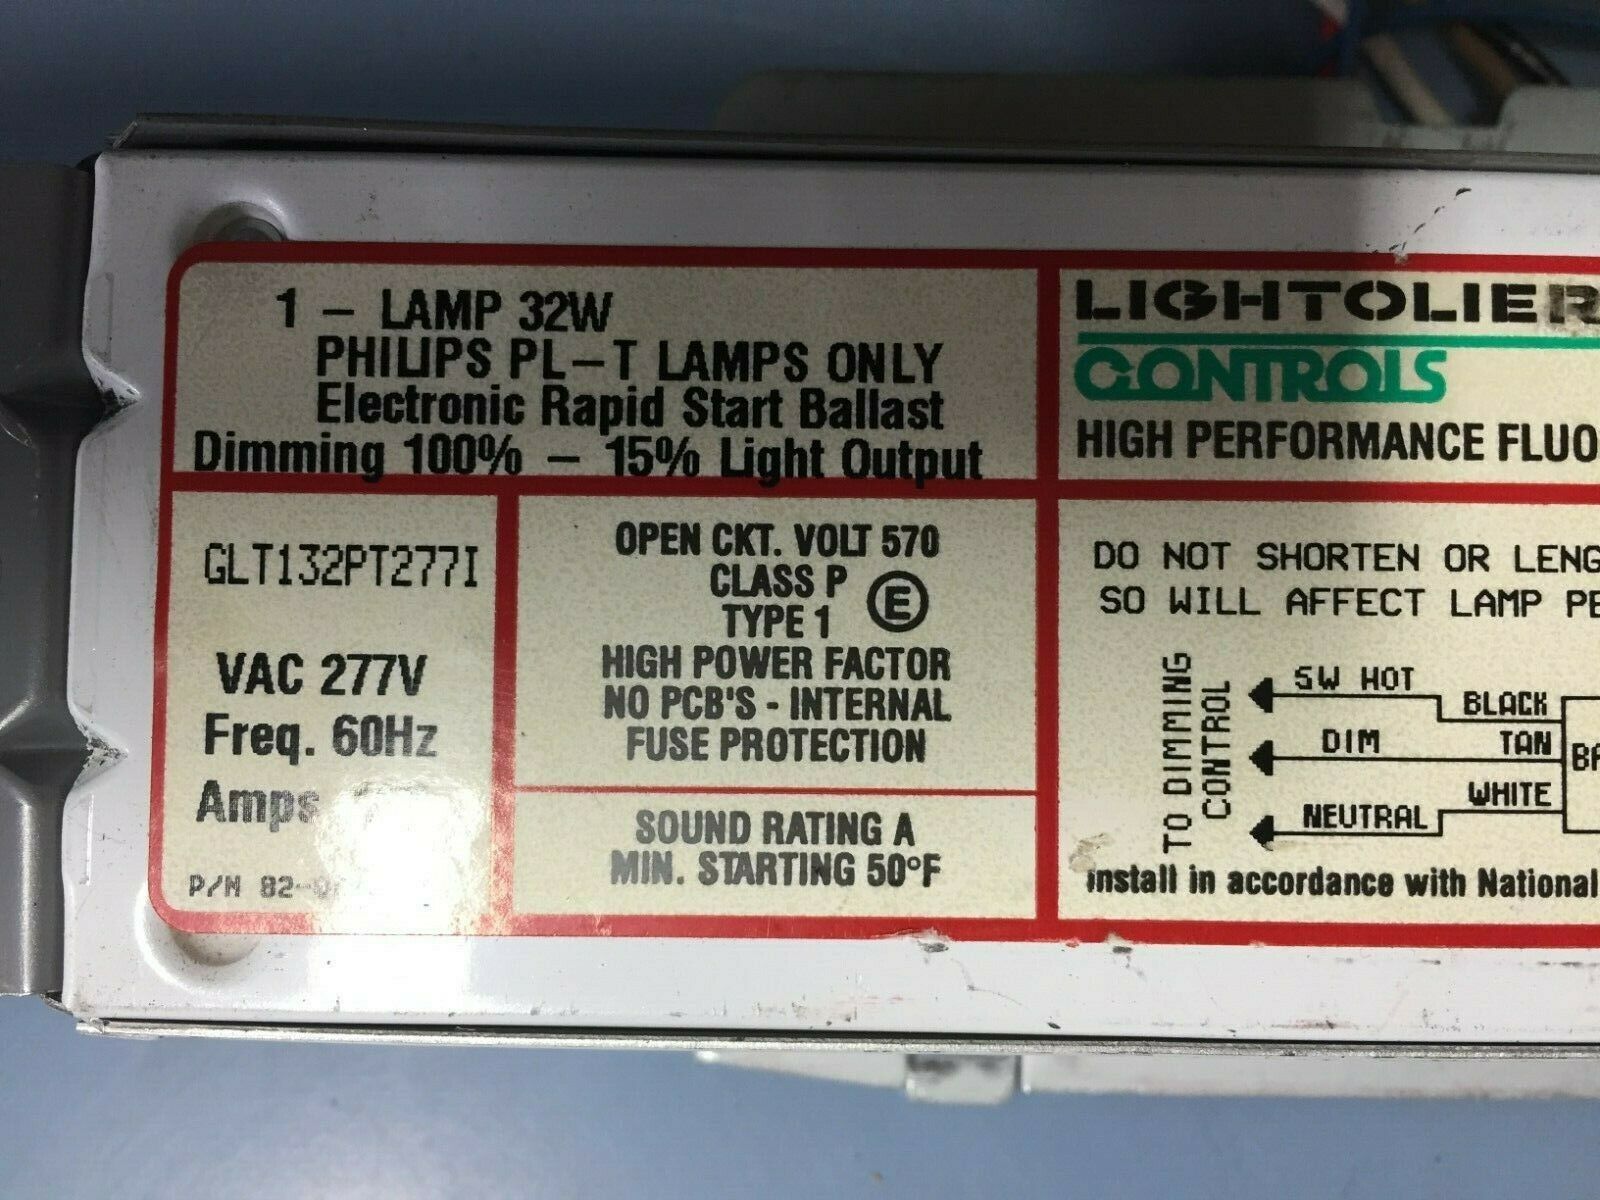 1 - LAMP 32W
PHILIPS PL-T LAMPS ONLY
Electronic Rapid Start Ballast
Dimming 100% - 15% Light Output
GLT132PT277I
VAC 277V
Freq. 60Hz
Amps
P/N 82-
OPEN CKT. VOLT 570
CLASS P
TYPE 1
E
HIGH POWER FACTOR
NO PCB'S - INTERNAL
FUSE PROTECTION
SOUND RATING A
MIN. STARTING 50°F
LIGHTOLIER
CONTROLS
HIGH PERFORMANCE FLUO
DO NOT SHORTEN OR LENG
SO WILL AFFECT LAMP PE
TO DIMMING
CONTROL
SW HOT
BLACK
DIM
TAN
NEUTRAL
WHITE
BA
Install in accordance with National